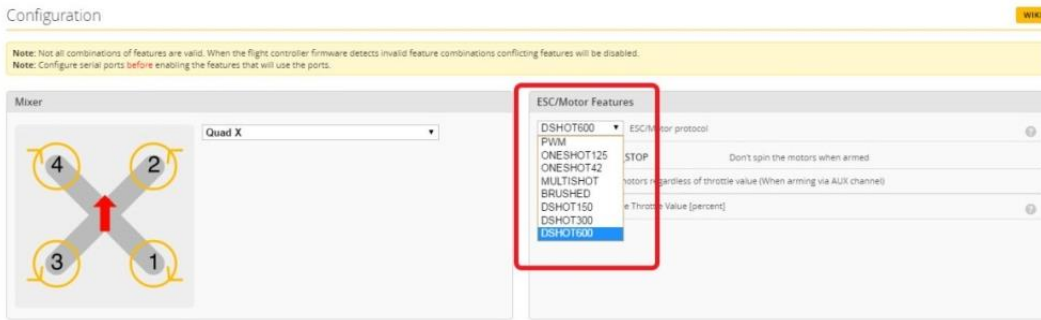 Configuration
WIKI
Note: Not all combinations of features are valid. When the flight controller firmware detects invalid feature combinations conflicting features will be disabled.
Note: Configure serial ports before enabling the features that will use the ports.
Mixer
Quad X
4
2
3
1
ESC/Motor Features
DSHOT600
ESC/Motor protocol
PWM
ONESHOT125
ONESHOT42
MULTISHOT
BRUSHED
DSHOT150
DSHOT300
DSHOT600
STOP
Don't spin the motors when armed
motors regardless of throttle value (When arming via AUX channel)
e Throttle Value [percent]